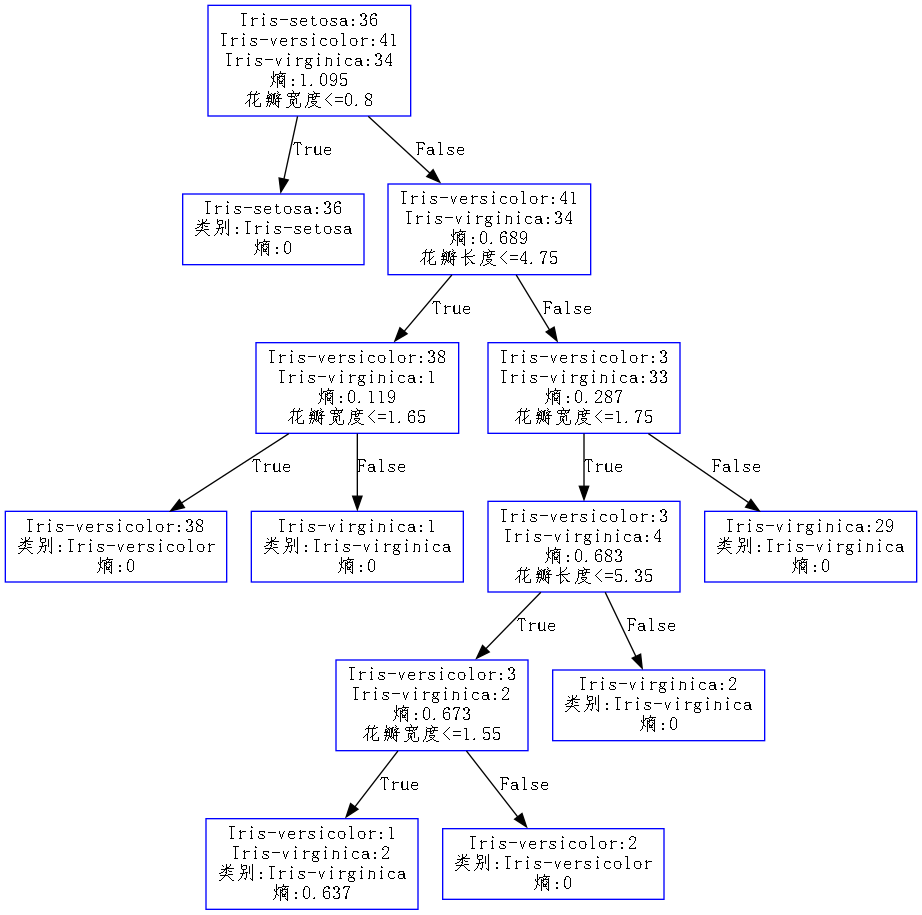 Iris-setosa:36
Iris-versicolor:41
Iris-virginica:34
熵:1.095
花瓣宽度<=0.8
True
False
Iris-setosa:36
类别:Iris-setosa
熵:0
Iris-versicolor:41
Iris-virginica:34
熵:0.689
花瓣长度<=4.75
True
False
Iris-versicolor:38
Iris-virginica:1
熵:0.119
花瓣宽度<=1.65
Iris-versicolor:3
Iris-virginica:33
熵:0.287
花瓣宽度<=1.75
True
False
True
False
Iris-versicolor:38
类别:Iris-versicolor
熵:0
Iris-virginica:1
类别:Iris-virginica
熵:0
Iris-versicolor:3
Iris-virginica:4
熵:0.683
花瓣长度<=5.35
Iris-virginica:29
类别:Iris-virginica
熵:0
True
False
Iris-versicolor:3
Iris-virginica:2
熵:0.673
花瓣宽度<=1.55
Iris-virginica:2
类别:Iris-virginica
熵:0
True
False
Iris-versicolor:1
Iris-virginica:2
类别:Iris-virginica
熵:0.637
Iris-versicolor:2
类别:Iris-versicolor
熵:0